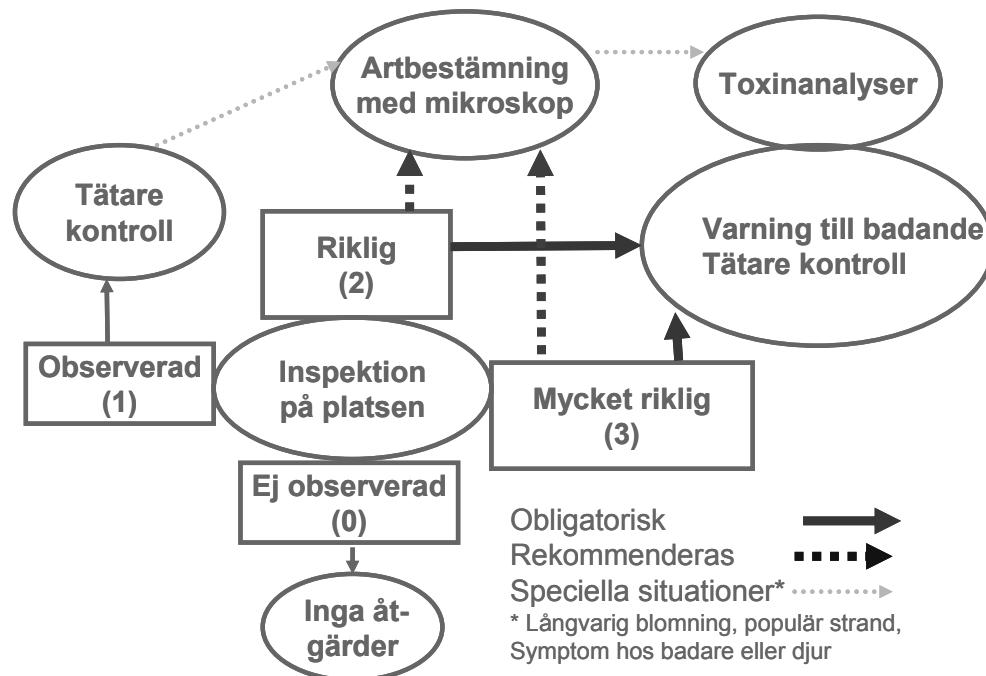 Artbestämning
med mikroskop
Toxinanalyser
Tätare
kontroll
Riklig
(2)
Varning till badande
Tätare kontroll
Observerad
(1)
Inspektion
på platsen
Mycket riklig
(3)
Ej observerad
(0)
Inga åt-
gärder
Obligatorisk
Rekommenderas
Speciella situationer*
* Långvarig blomning, populär strand,
Symptom hos badare eller djur